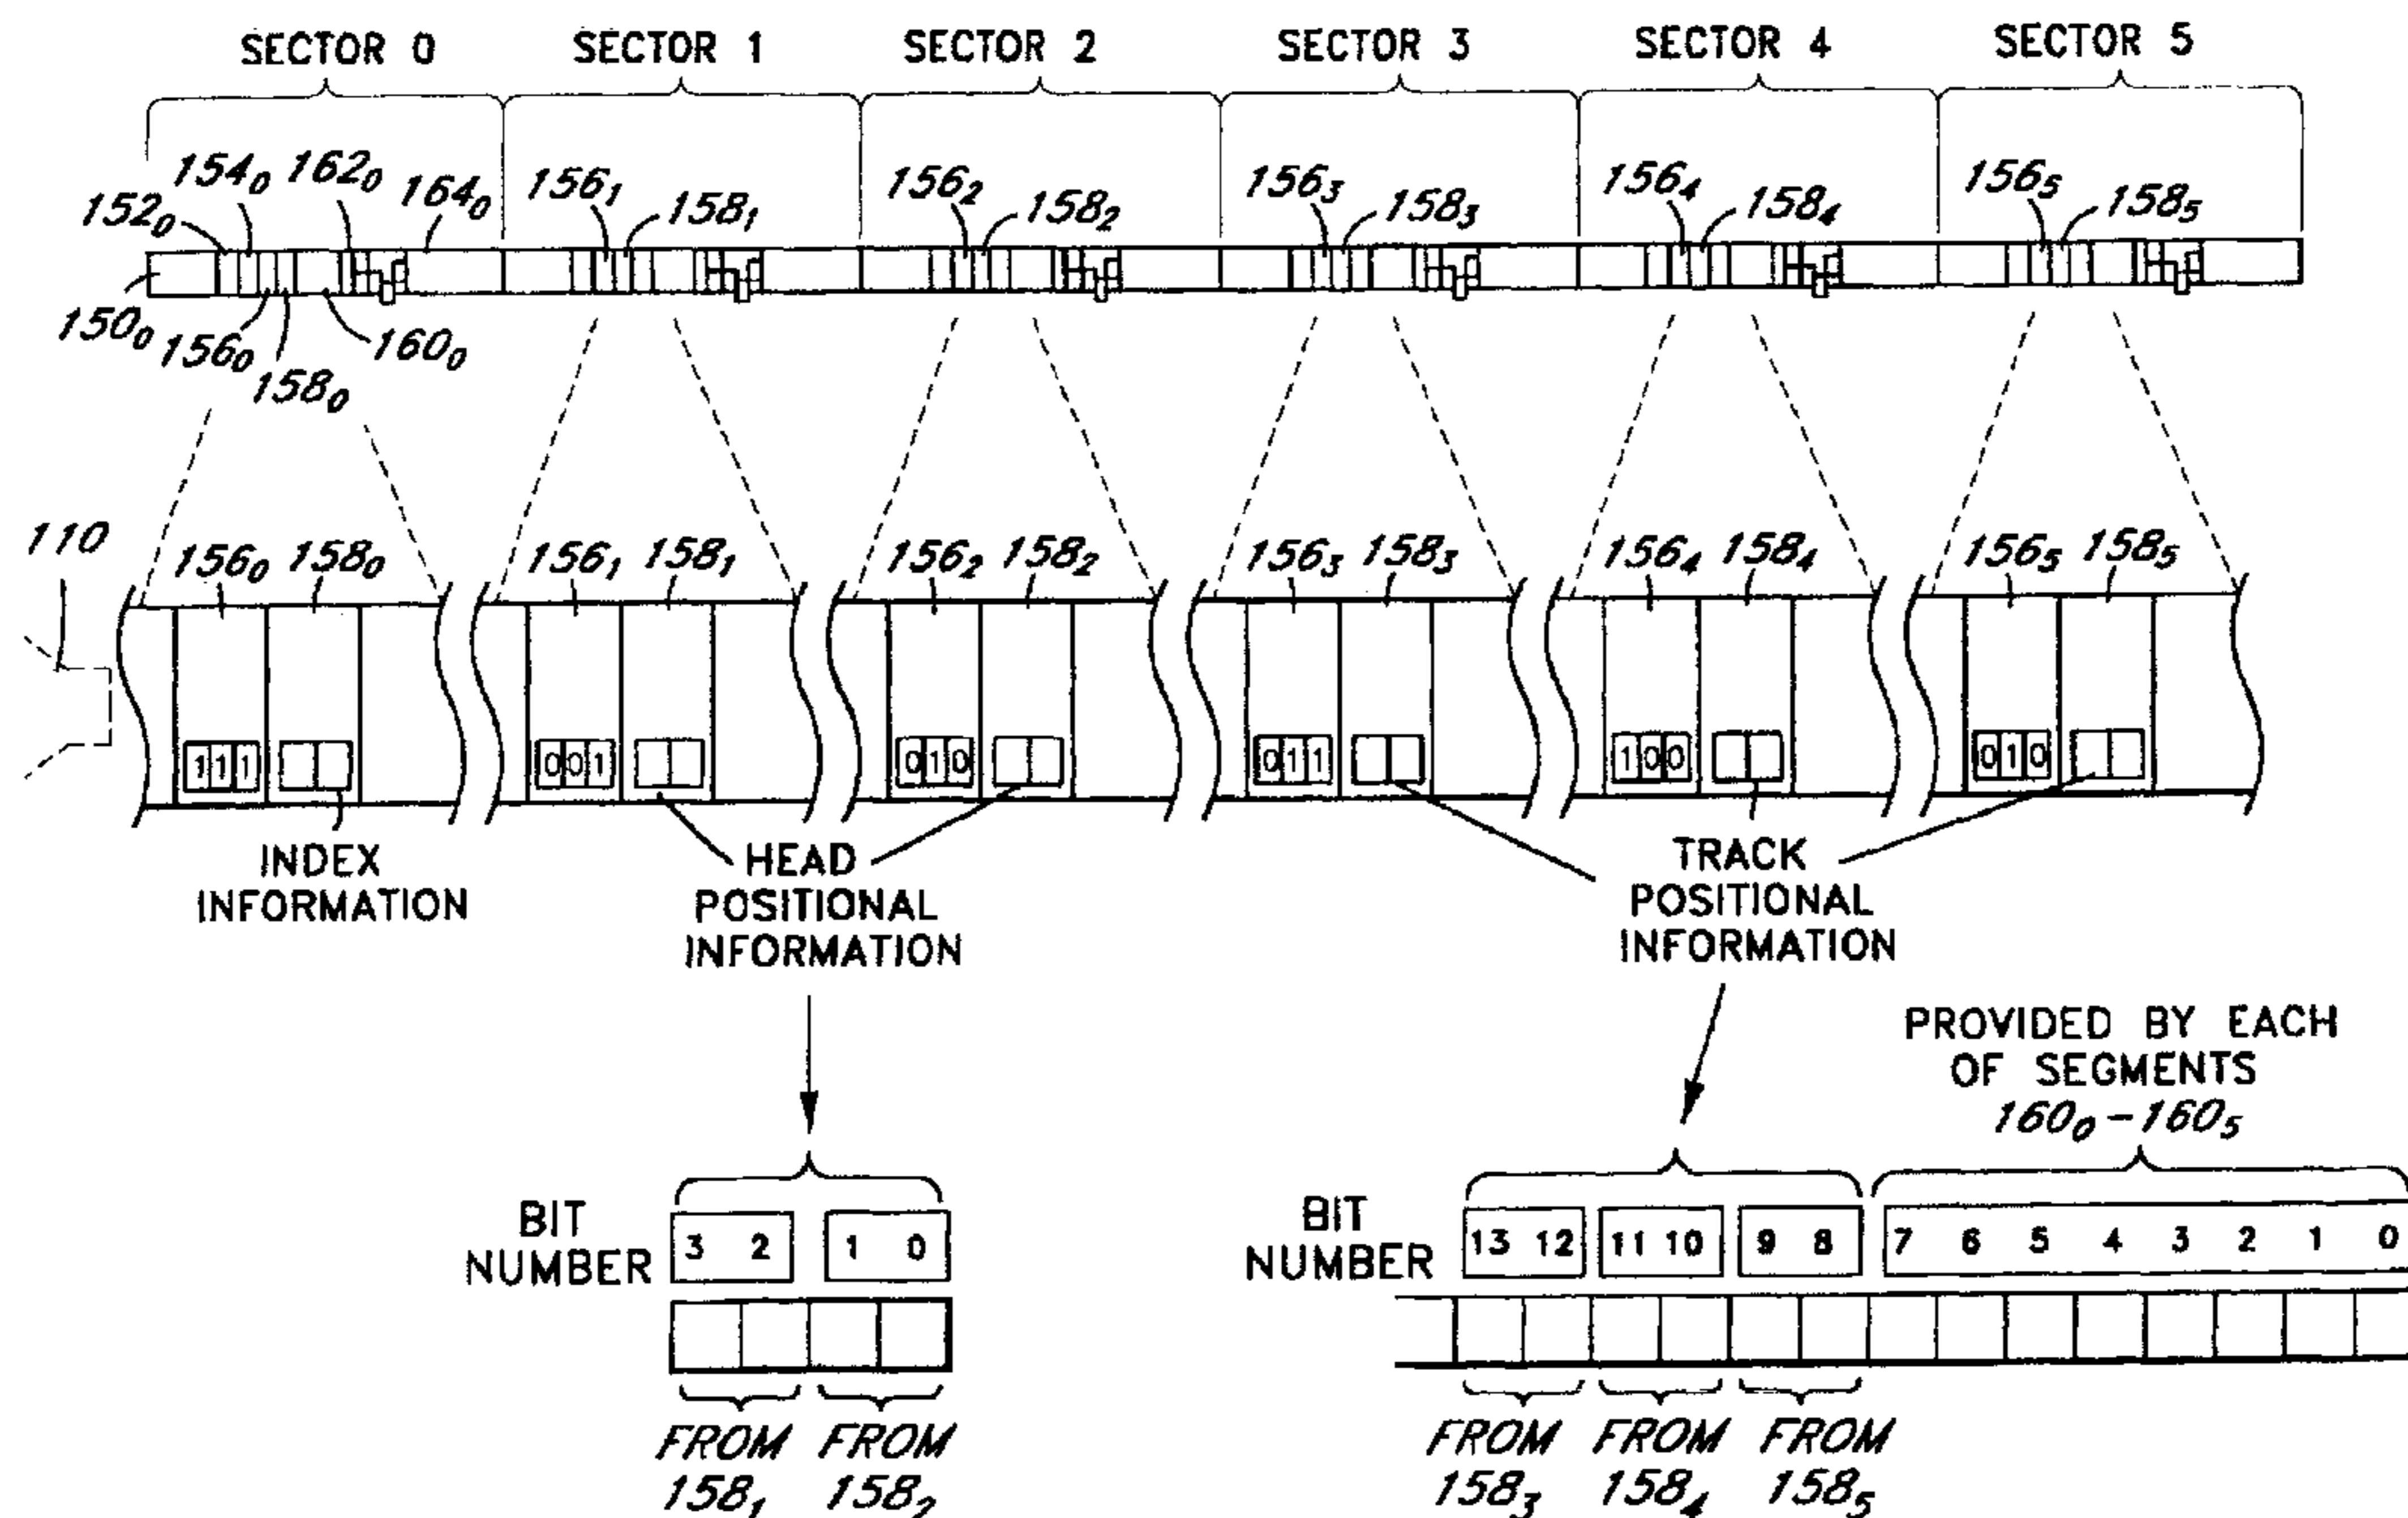 SECTOR 0 SECTOR 1 SECTOR 2 SECTOR 3 SECTOR 4 SECTOR 5
154₀ 162₀ 156₁ 156₂ 156₃ 156₄ 156₅
152₀ 164₀ 158₁ 158₂ 158₃ 158₄ 158₅
150₀ 156₀ 160₀
158₀
110
156₀ 158₀ 156₁ 158₁ 156₂ 158₂ 156₃ 158₃ 156₄ 158₄ 156₅ 158₅
111 001 010 011 100 010
INDEX
INFORMATION
HEAD
POSITIONAL
INFORMATION
TRACK
POSITIONAL
INFORMATION
PROVIDED BY EACH
OF SEGMENTS
160₀-160₅
BIT
NUMBER
3 2 1 0
FROM FROM
158₁ 158₂
BIT
NUMBER
13 12 11 10 9 8 7 6 5 4 3 2 1 0
FROM FROM FROM
158₃ 158₄ 158₅